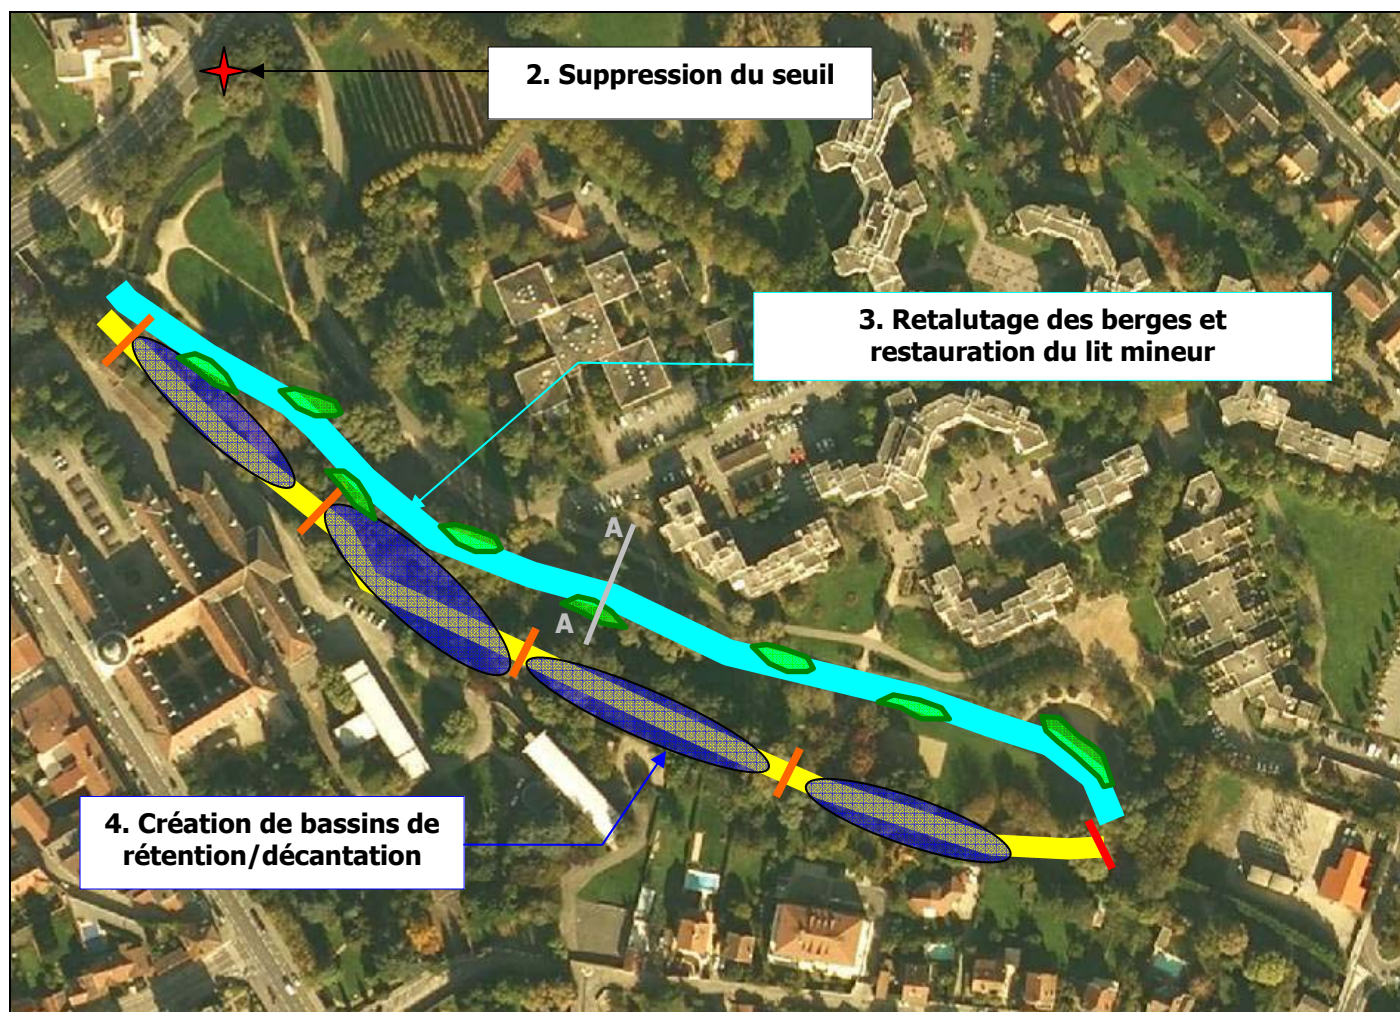 2. Suppression du seuil
3. Retalutage des berges et
restauration du lit mineur
A
A
4. Création de bassins de
rétention/décantation